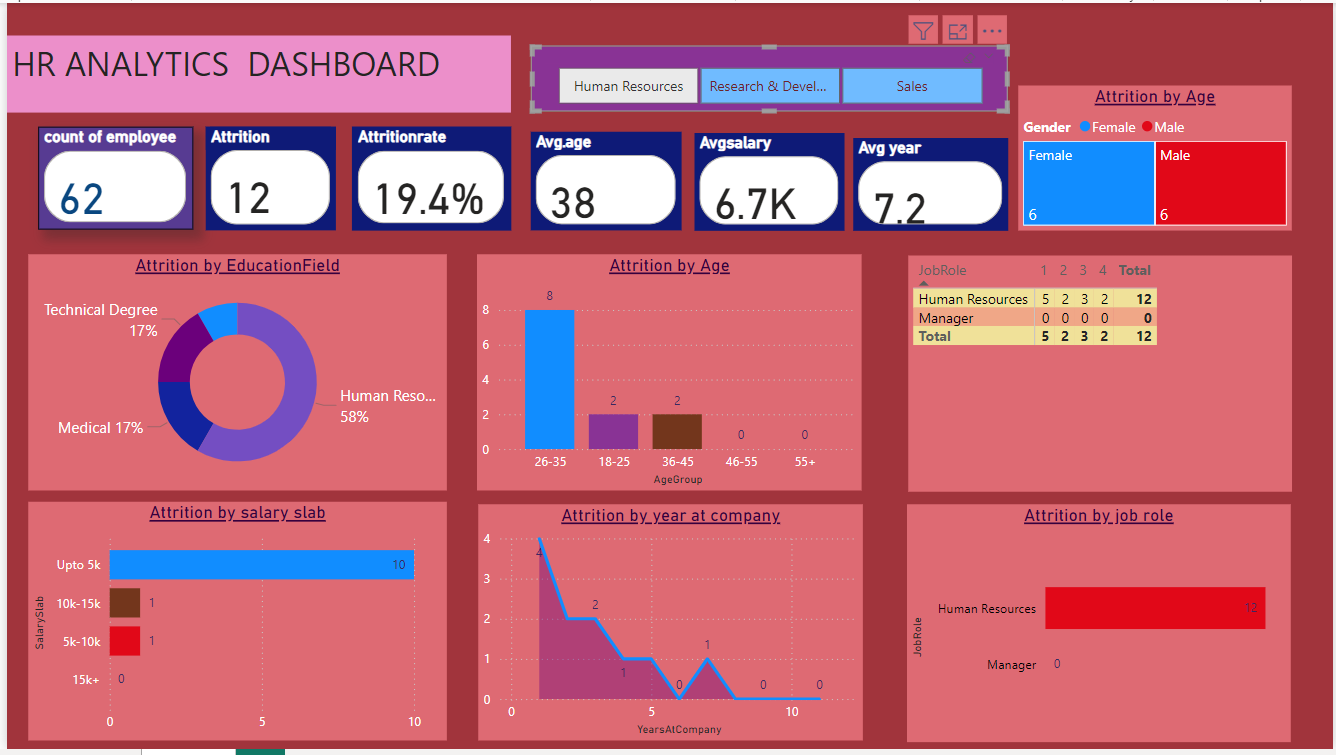 HR ANALYTICS DASHBOARD
Human Resources
Research & Devel...
Sales
count of employee
62
Attrition
12
Attritionrate
19.4%
Avg.age
38
Avgsalary
6.7K
Avg year
7.2
Attrition by Age
Gender Female Male
Female
6
Male
6
Attrition by EducationField
Technical Degree
17%
Medical 17%
Human Reso...
58%
Attrition by Age
8
6
4
2
0
8
2
2
0
0
26-35 18-25 36-45 46-55 55+
AgeGroup
JobRole 1 2 3 4 Total
Human Resources 5 2 3 2 12
Manager 0 0 0 0 0
Total 5 2 3 2 12
Attrition by salary slab
SalarySlab
Upto 5k 10
10k-15k 1
5k-10k 1
15k+ 0
0 5 10
Attrition by year at company
4
3
2
1
0
4
2
1
0
1
0
0
0 5 10
YearsAtCompany
Attrition by job role
JobRole
Human Resources 12
Manager 0